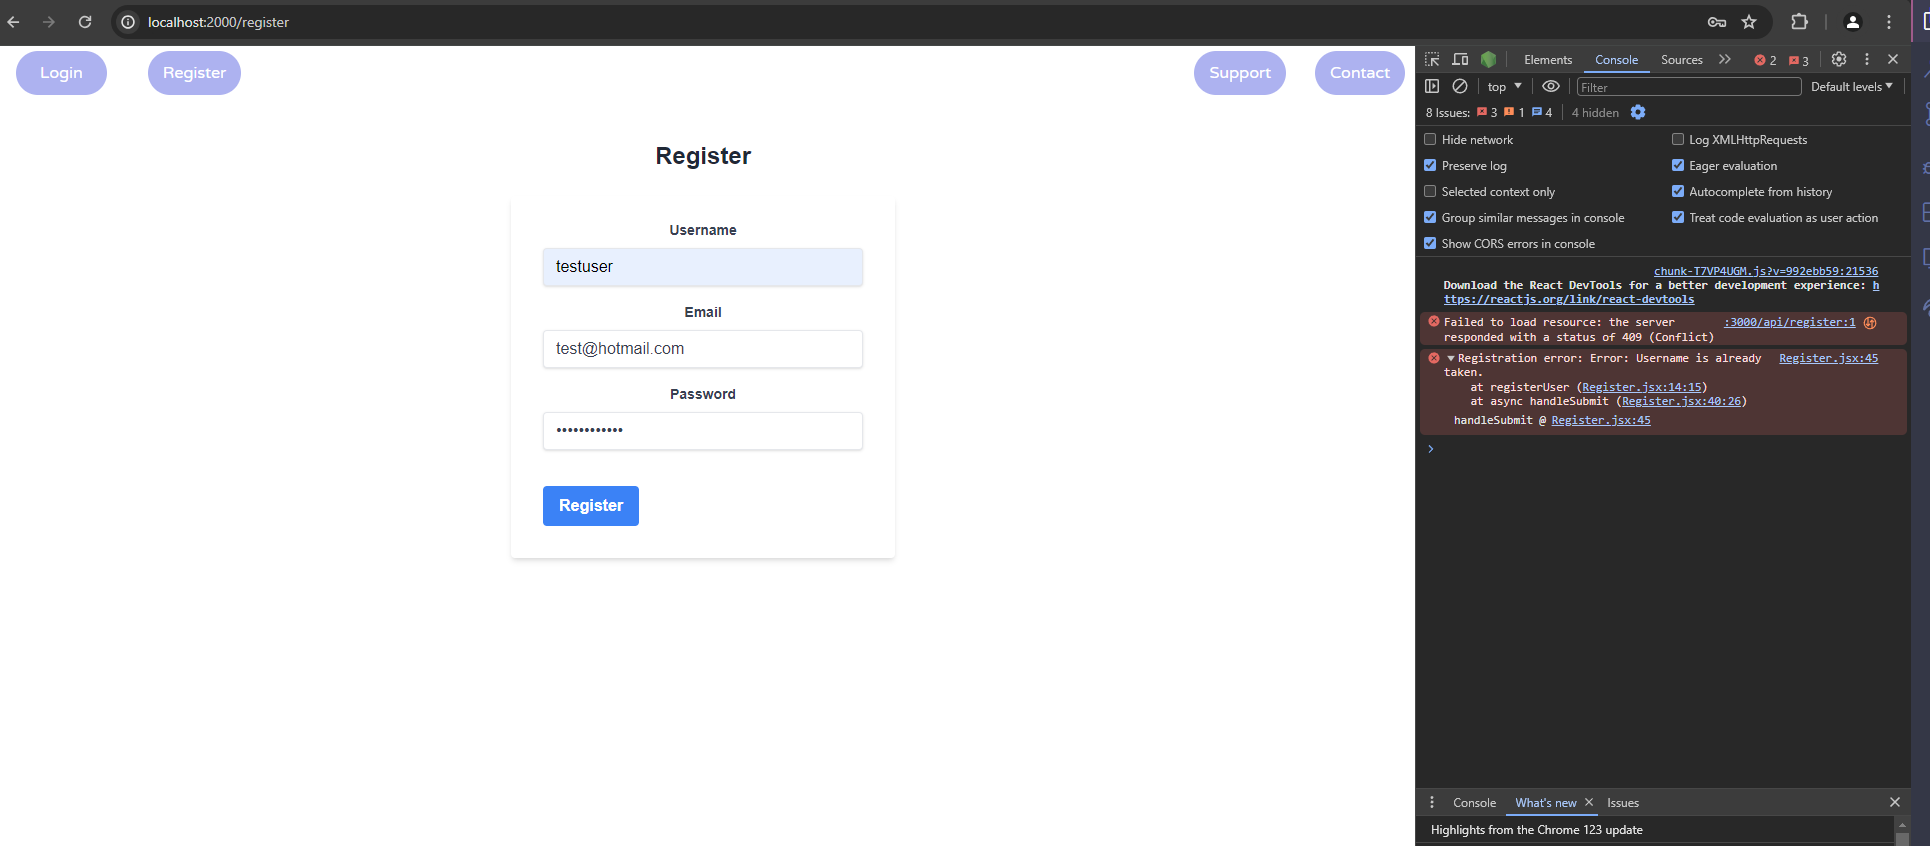 localhost:2000/register
Login
Register
Support
Contact
Register
Username
testuser
Email
test@hotmail.com
Password
••••••••••••
Register
Elements
Console
Sources
2
3
top
Filter
Default levels
8 Issues:
3
1
4
4 hidden
Hide network
Log XMLHttpRequests
Preserve log
Eager evaluation
Selected context only
Autocomplete from history
Group similar messages in console
Treat code evaluation as user action
Show CORS errors in console
chunk-T7VP4UGM.js?v=992ebb59:21536
Download the React DevTools for a better development experience: h
ttps://reactjs.org/link/react-devtools
Failed to load resource: the server :3000/api/register:1
responded with a status of 409 (Conflict)
Registration error: Error: Username is already Register.jsx:45
taken.
at registerUser (Register.jsx:14:15)
at async handleSubmit (Register.jsx:40:26)
handleSubmit @ Register.jsx:45
Console
What's new
Issues
Highlights from the Chrome 123 update